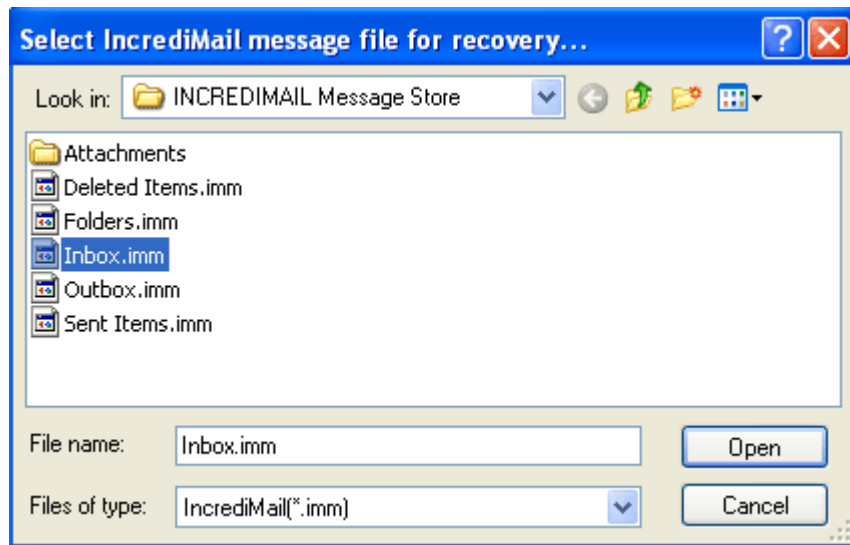 Select IncrediMail message file for recovery...
Look in: INCREDIMAIL Message Store
Attachments
Deleted Items.imm
Folders.imm
Inbox.imm
Outbox.imm
Sent Items.imm
File name: Inbox.imm Open
Files of type: IncrediMail(*.imm) Cancel